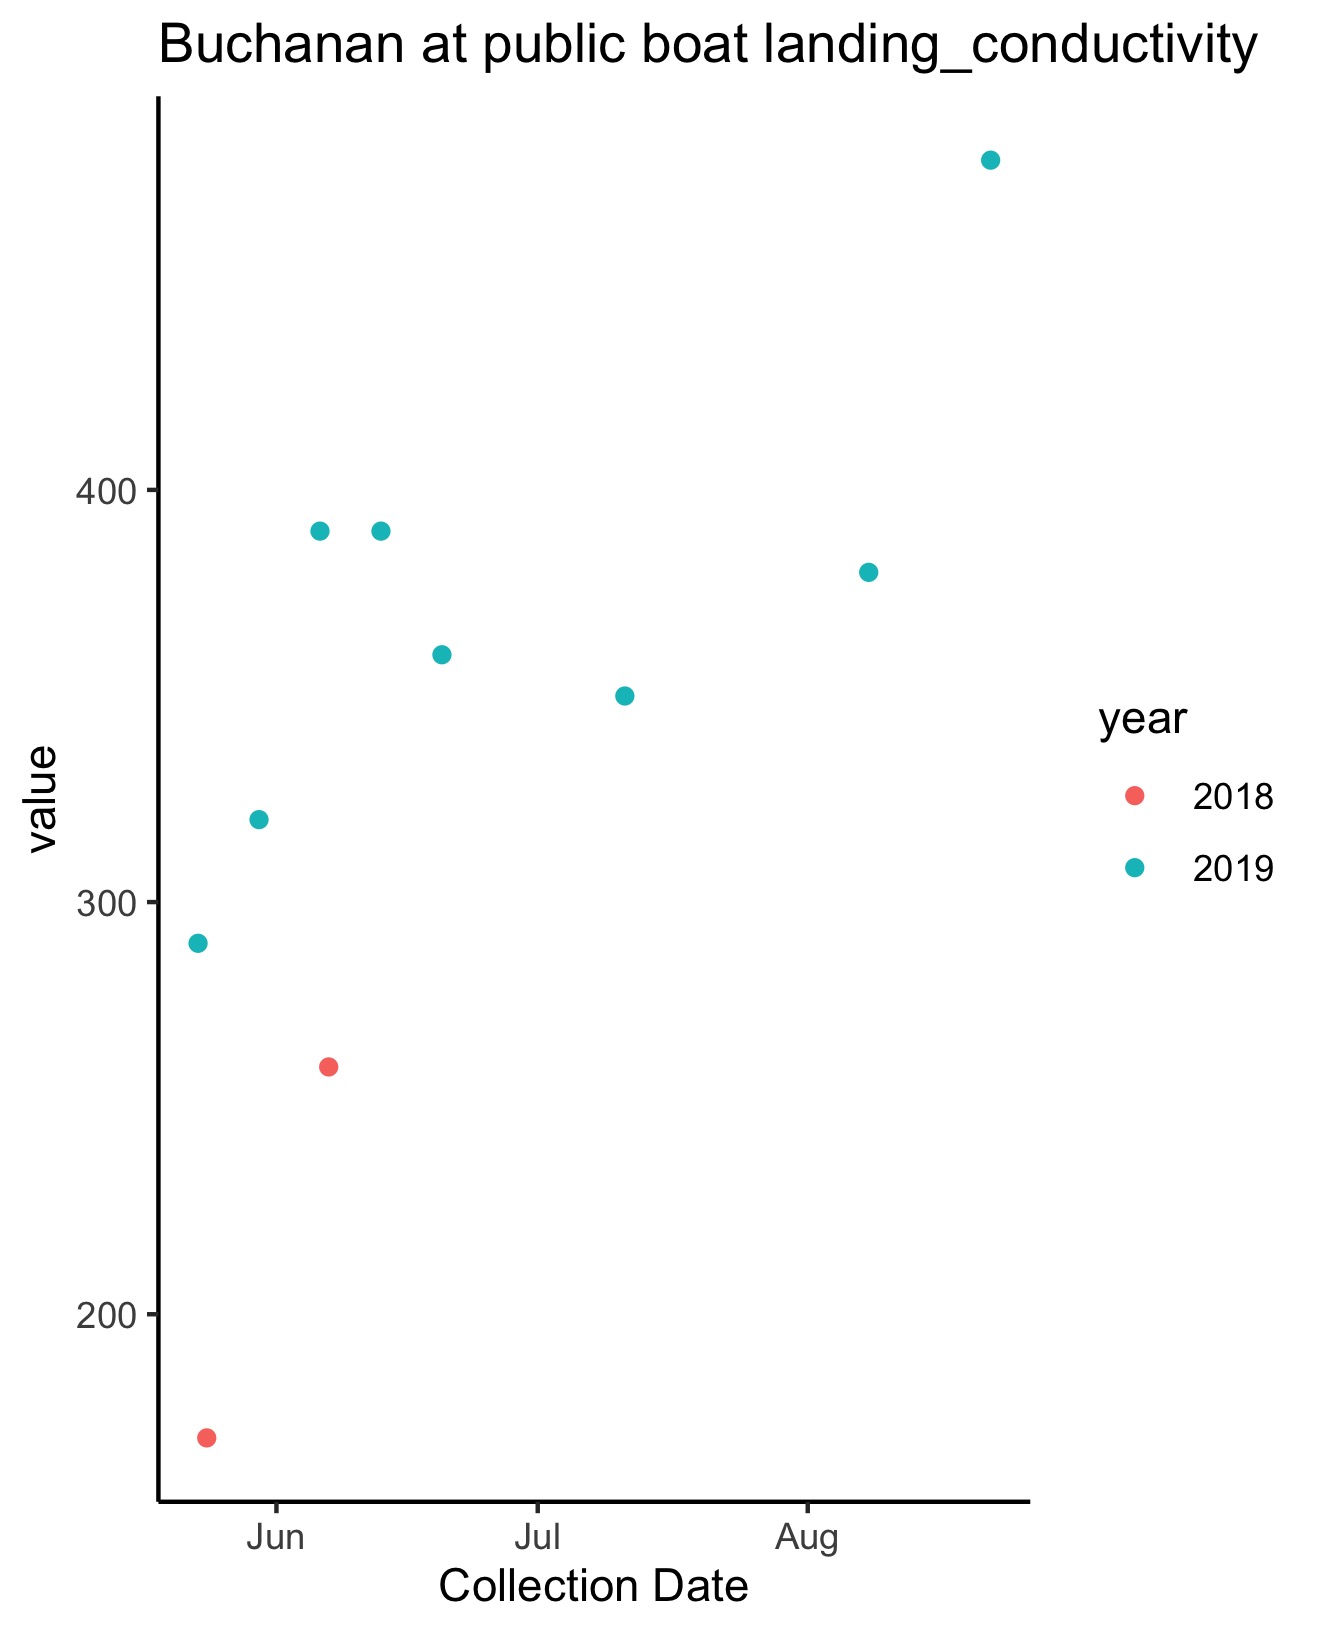 Buchanan at public boat landing_conductivity
400
300
200
value
Jun Jul Aug
Collection Date
year
2018
2019